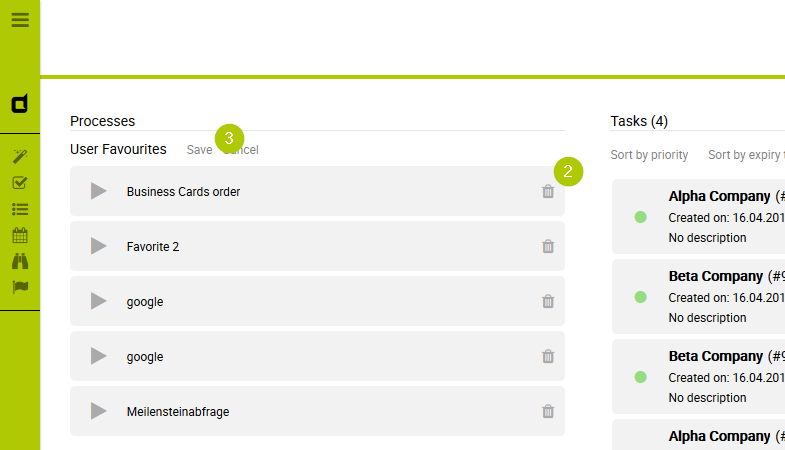 Processes
3
User Favourites Save
2
Business Cards order
Favorite 2
google
google
Meilensteinabfrage
Tasks (4)
Sort by priority Sort by expiry
Alpha Company (#
Created on: 16.04.201
No description
Beta Company (#9
Created on: 16.04.201
No description
Beta Company (#9
Created on: 16.04.201
No description
Alpha Company (#